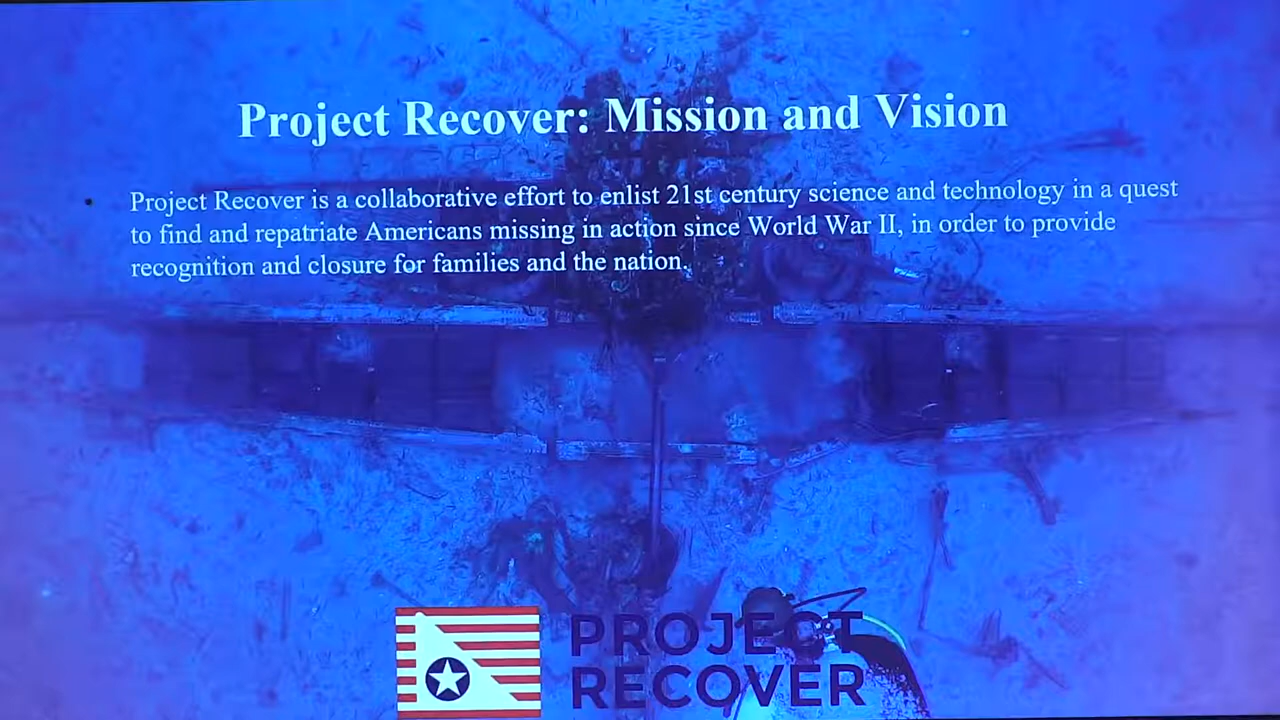 Project Recover: Mission and Vision
• Project Recover is a collaborative effort to enlist 21st century science and technology in a quest
to find and repatriate Americans missing in action since World War II, in order to provide
recognition and closure for families and the nation.
PROJECT
RECOVER